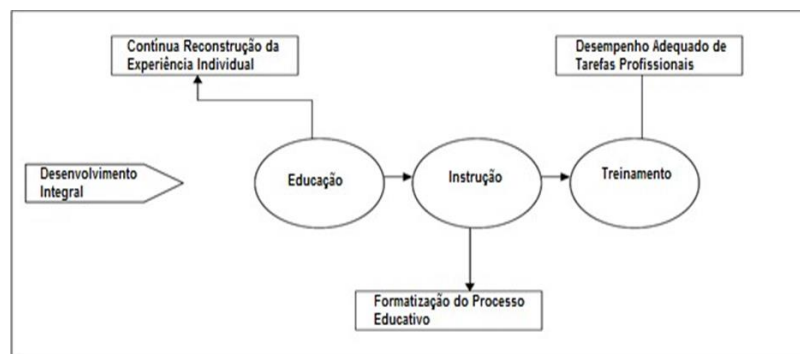 Contínua Reconstrução da
Experiência Individual
Desempenho Adequado de
Tarefas Profissionais
Desenvolvimento
Integral
Educação
Instrução
Treinamento
Formatização do Processo
Educativo